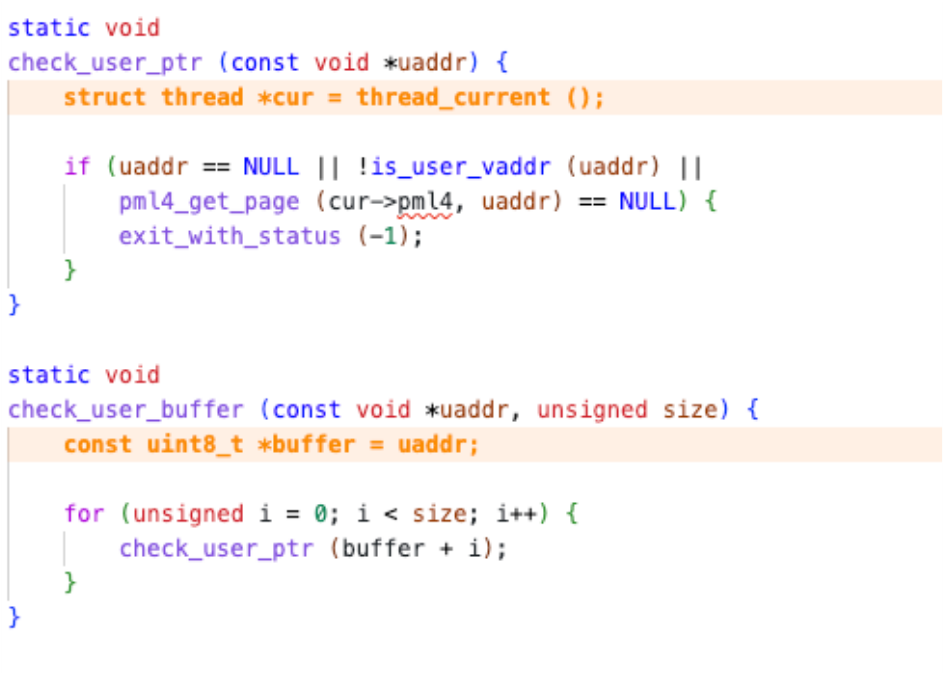 static void
check_user_ptr (const void *uaddr) {
    struct thread *cur = thread_current ();
    if (uaddr == NULL || !is_user_vaddr (uaddr) ||
        pml4_get_page (cur->pml4, uaddr) == NULL) {
        exit_with_status (-1);
    }
}
static void
check_user_buffer (const void *uaddr, unsigned size) {
    const uint8_t *buffer = uaddr;
    for (unsigned i = 0; i < size; i++) {
        check_user_ptr (buffer + i);
    }
}